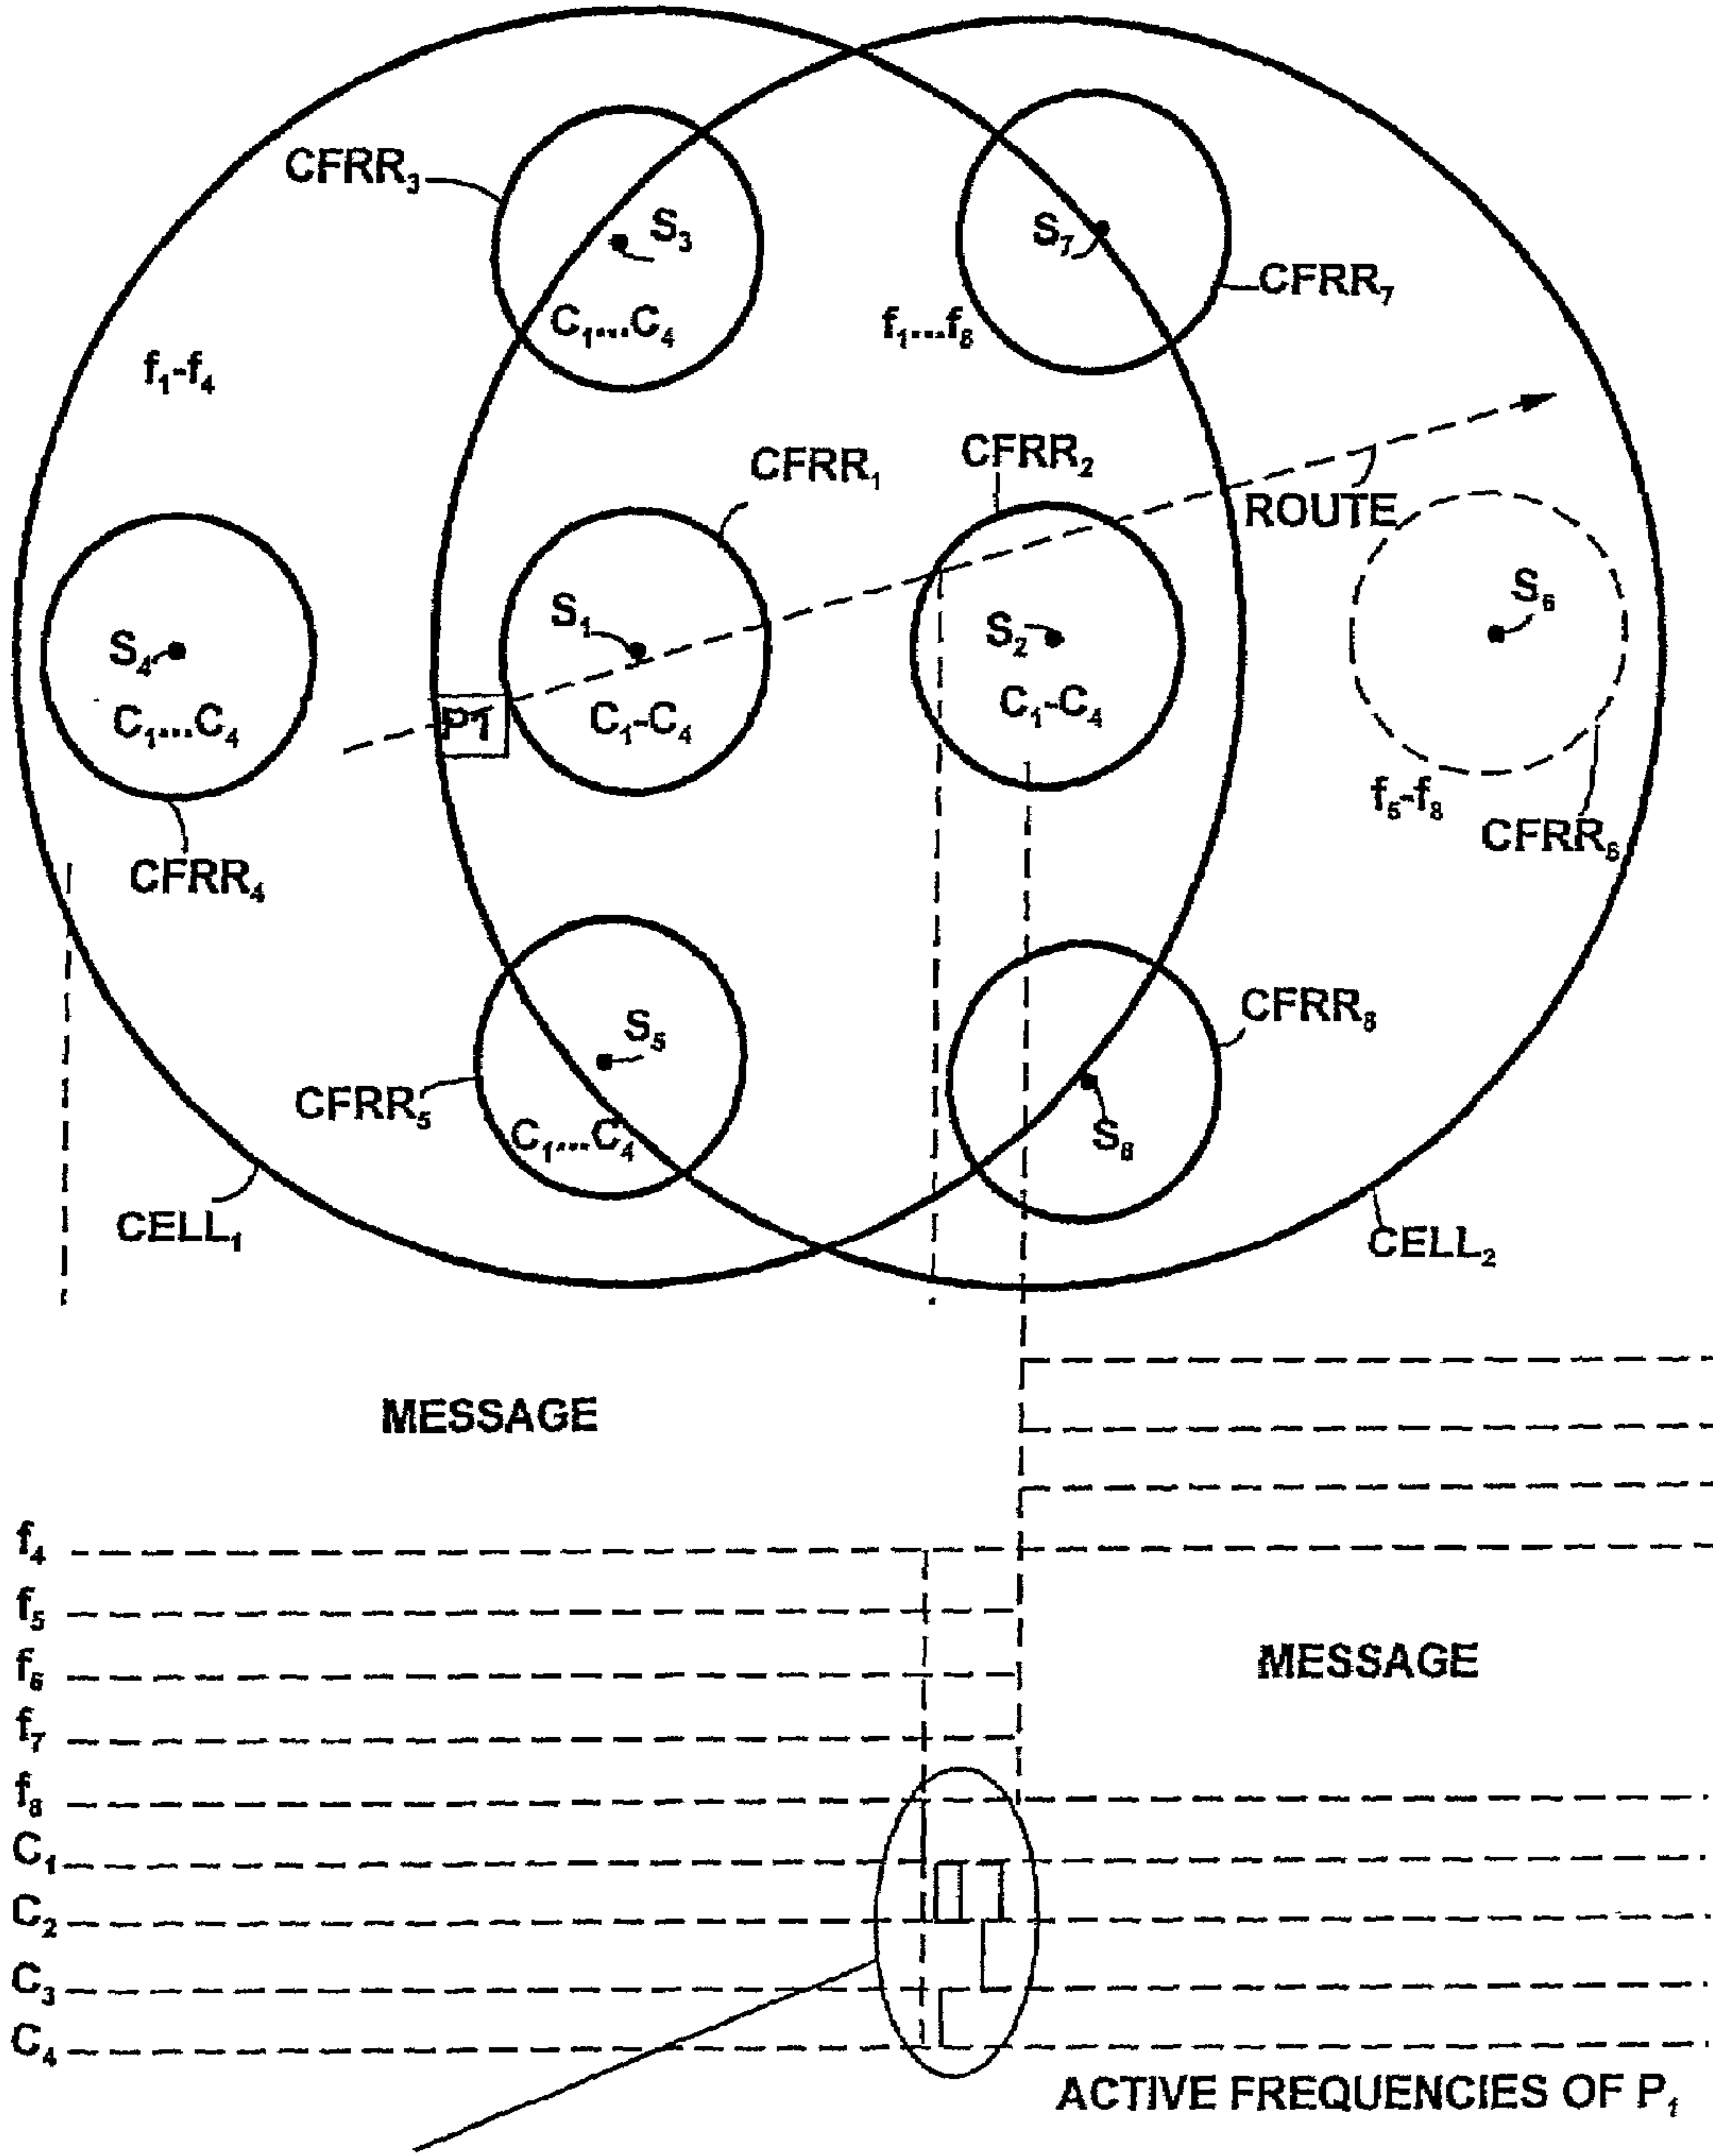 CFRR₃
S₃
S₇
CFRR₇
C₁...C₄
f₁...f₈
f₁-f₄
CFRR₁
CFRR₂
ROUTE
S₁
S₂
S₆
S₄
C₁-C₄
C₁...C₄
P1
C₁-C₄
f₅-f₈
CFRR₆
CFRR₄
S₅
CFRR₈
CFRR₅
C₁...C₄
S₈
CELL₁
CELL₂
MESSAGE
f₄
f₅
f₆
MESSAGE
f₇
f₈
C₁
C₂
C₃
C₄
ACTIVE FREQUENCIES OF P₁